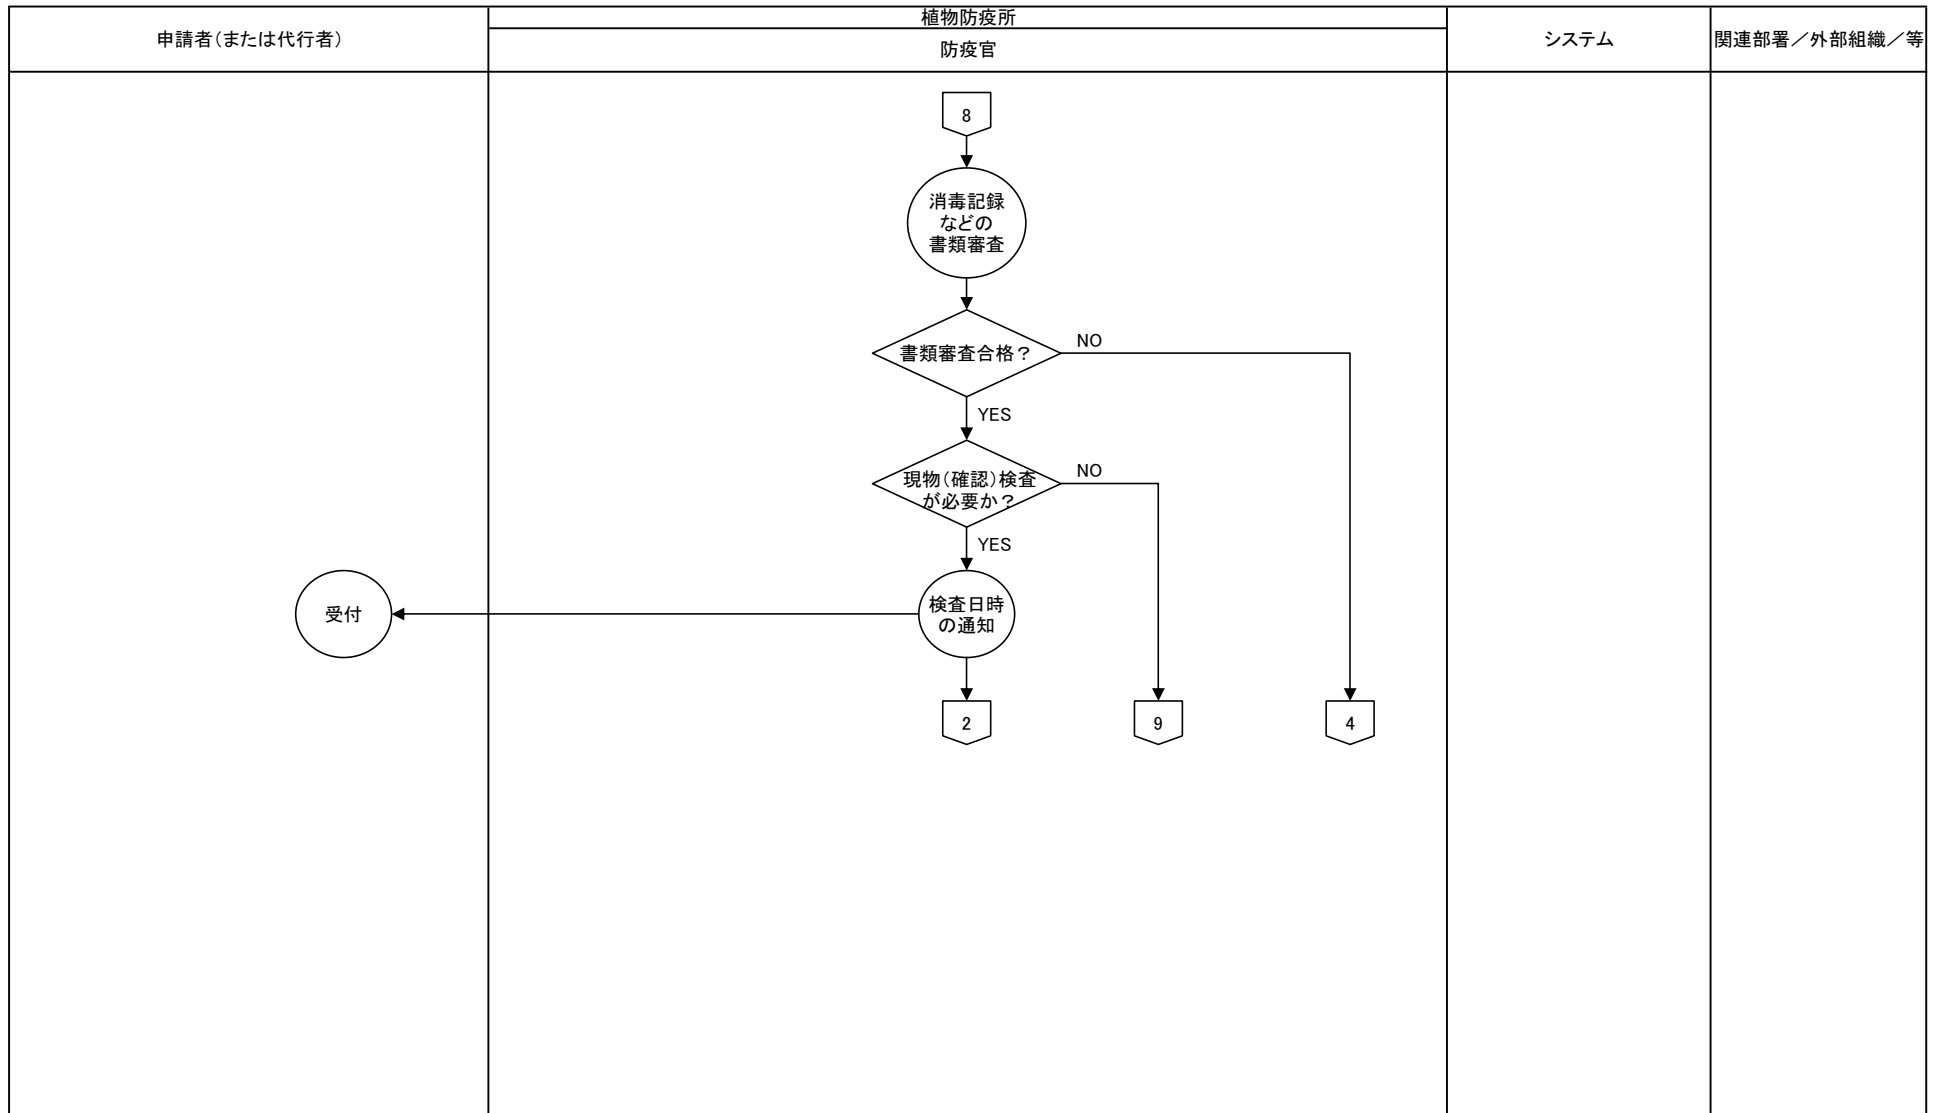 申請者（または代行者）
植物防疫所
防疫官
システム
関連部署／外部組織／等
8
消毒記録
などの
書類審査
書類審査合格？
NO
YES
現物（確認）検査
が必要か？
NO
YES
受付
検査日時
の通知
2
9
4